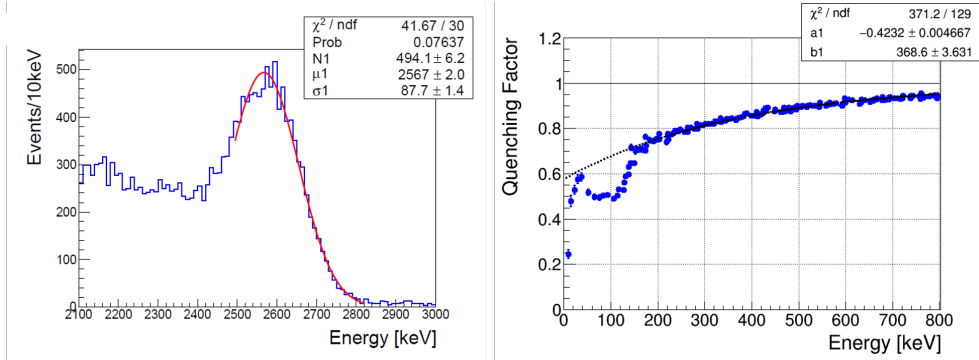 χ² / ndf 41.67 / 30
Prob 0.07637
N1 494.1 ± 6.2
μ1 2567 ± 2.0
σ1 87.7 ± 1.4
Events/10keV
500
400
300
200
100
0
2100 2200 2300 2400 2500 2600 2700 2800 2900 3000
Energy [keV]
χ² / ndf 371.2 / 129
a1 −0.4232 ± 0.004667
b1 368.6 ± 3.631
Quenching Factor
1.2
1
0.8
0.6
0.4
0.2
0
0 100 200 300 400 500 600 700 800
Energy [keV]